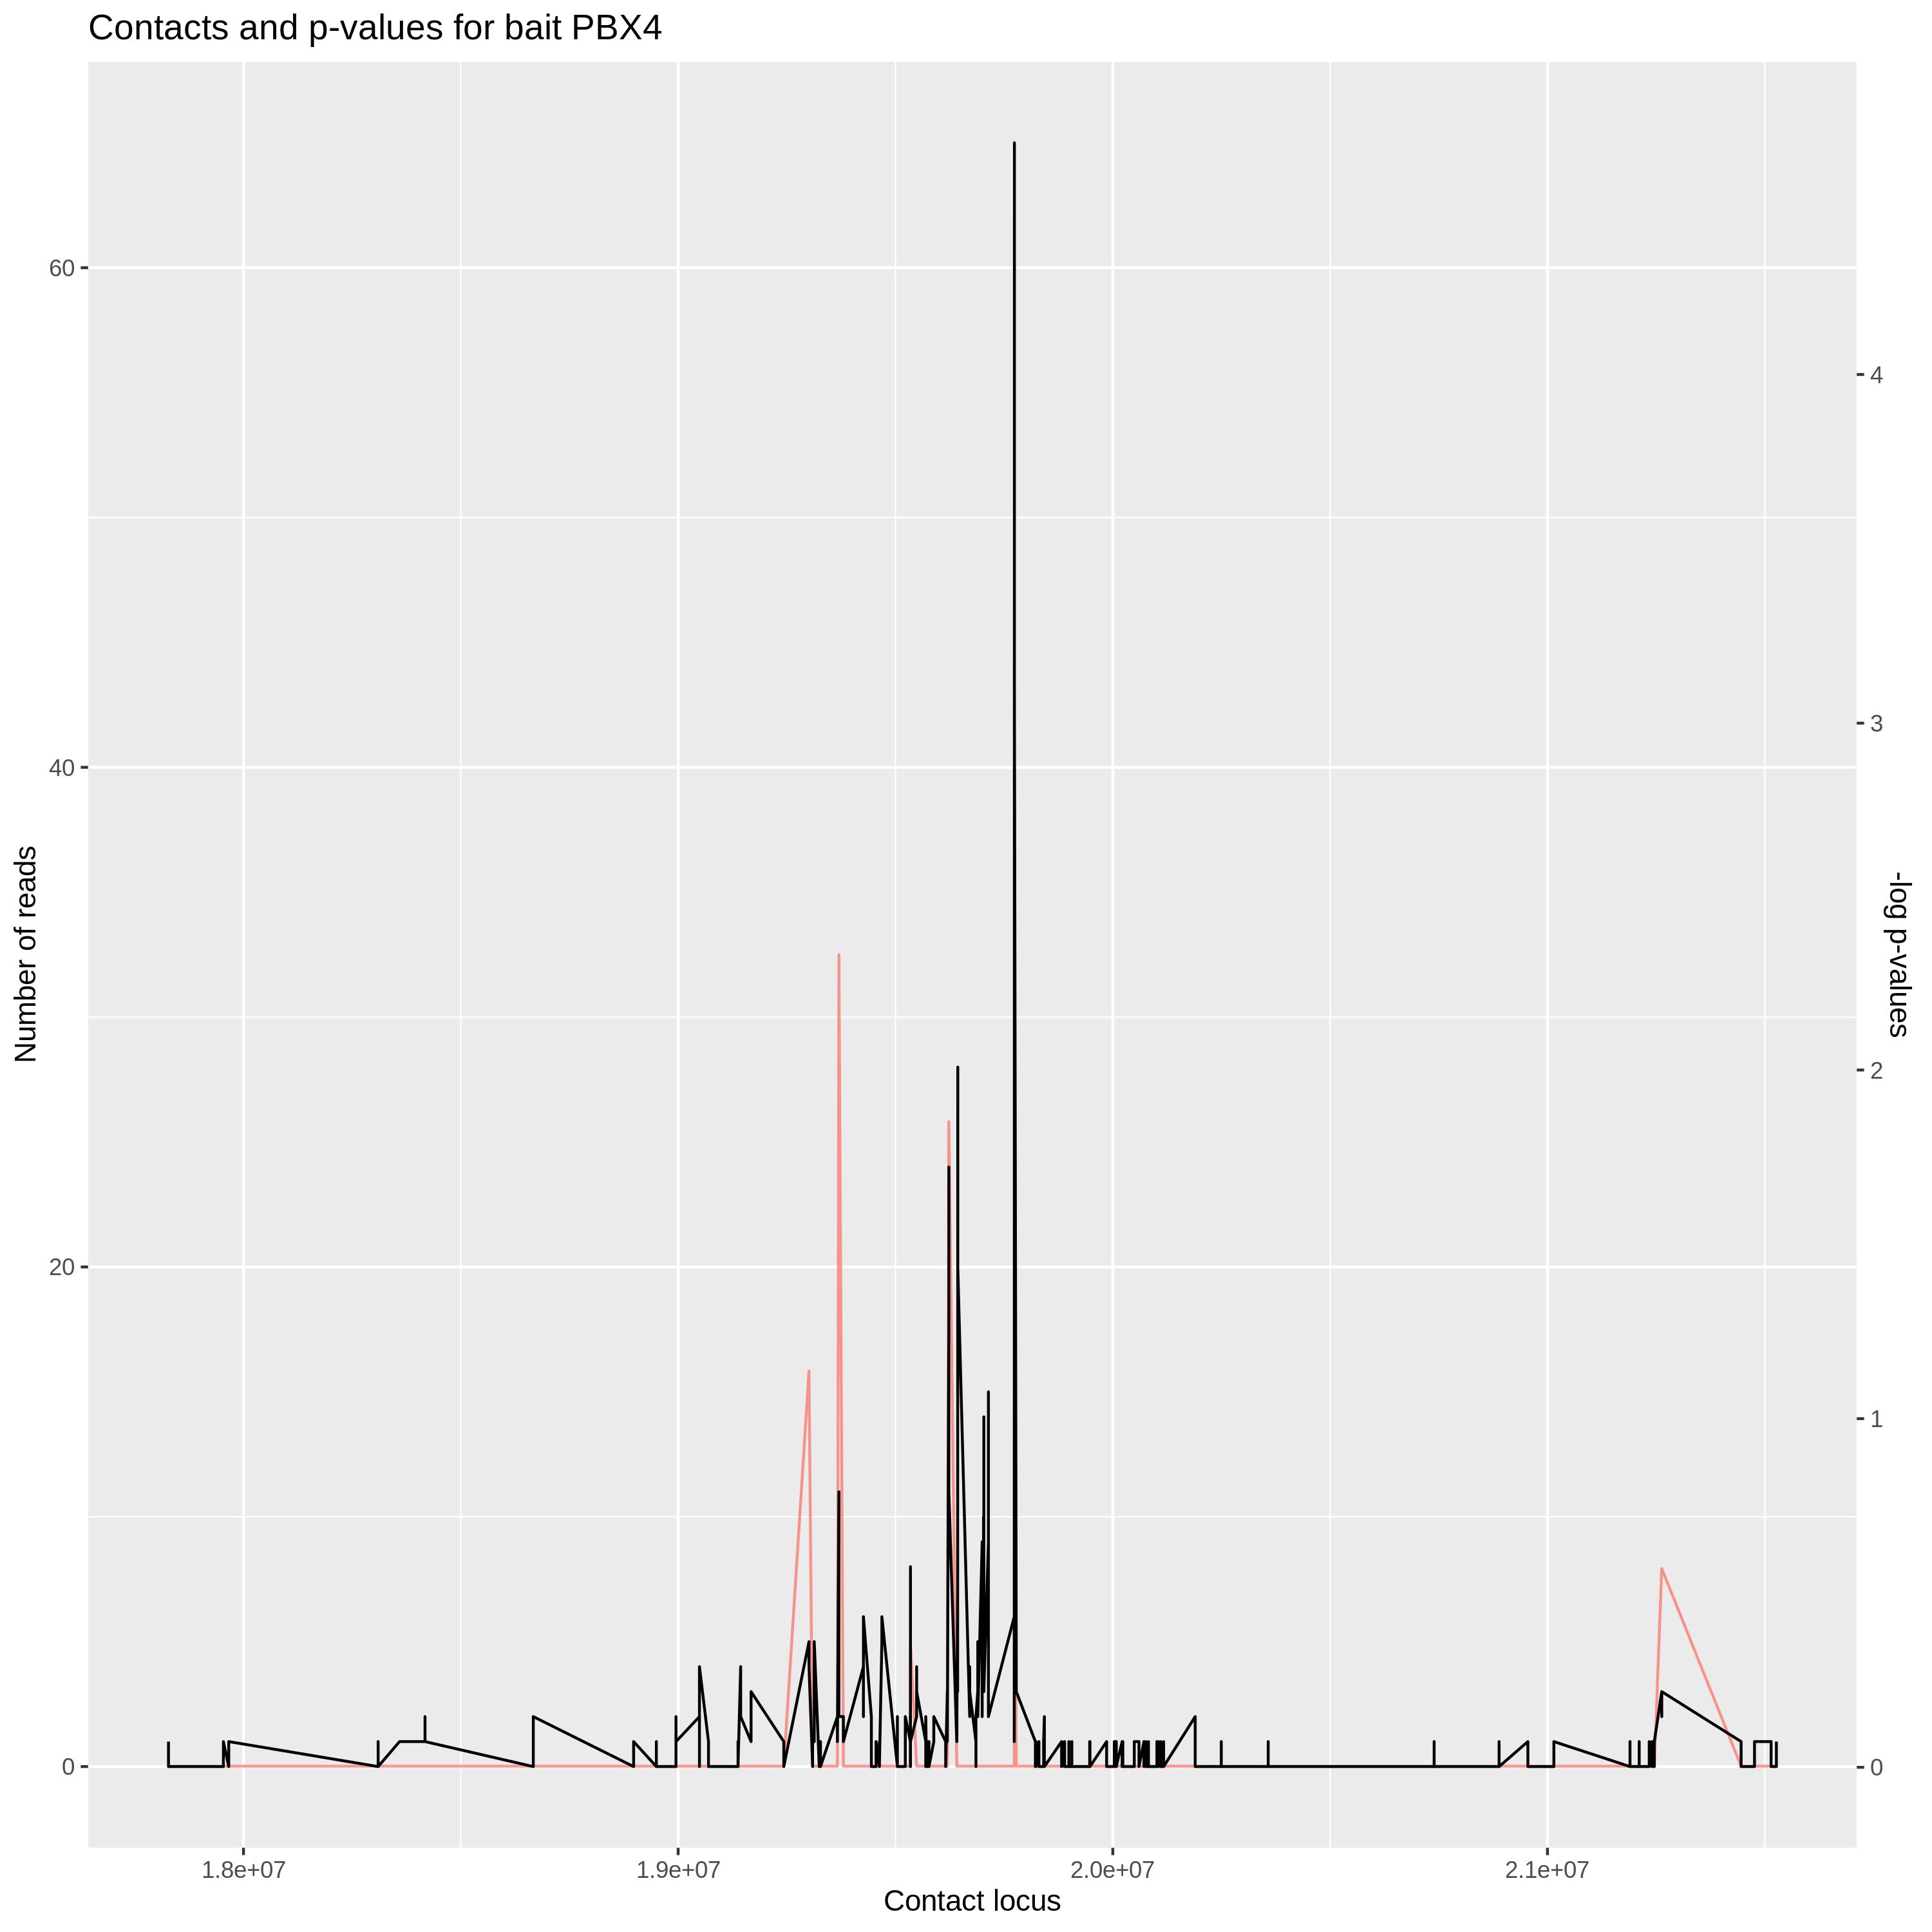 Contacts and p-values for bait PBX4
60
40
20
0
4
3
2
1
0
Number of reads
-log p-values
1.8e+07
1.9e+07
2.0e+07
2.1e+07
Contact locus